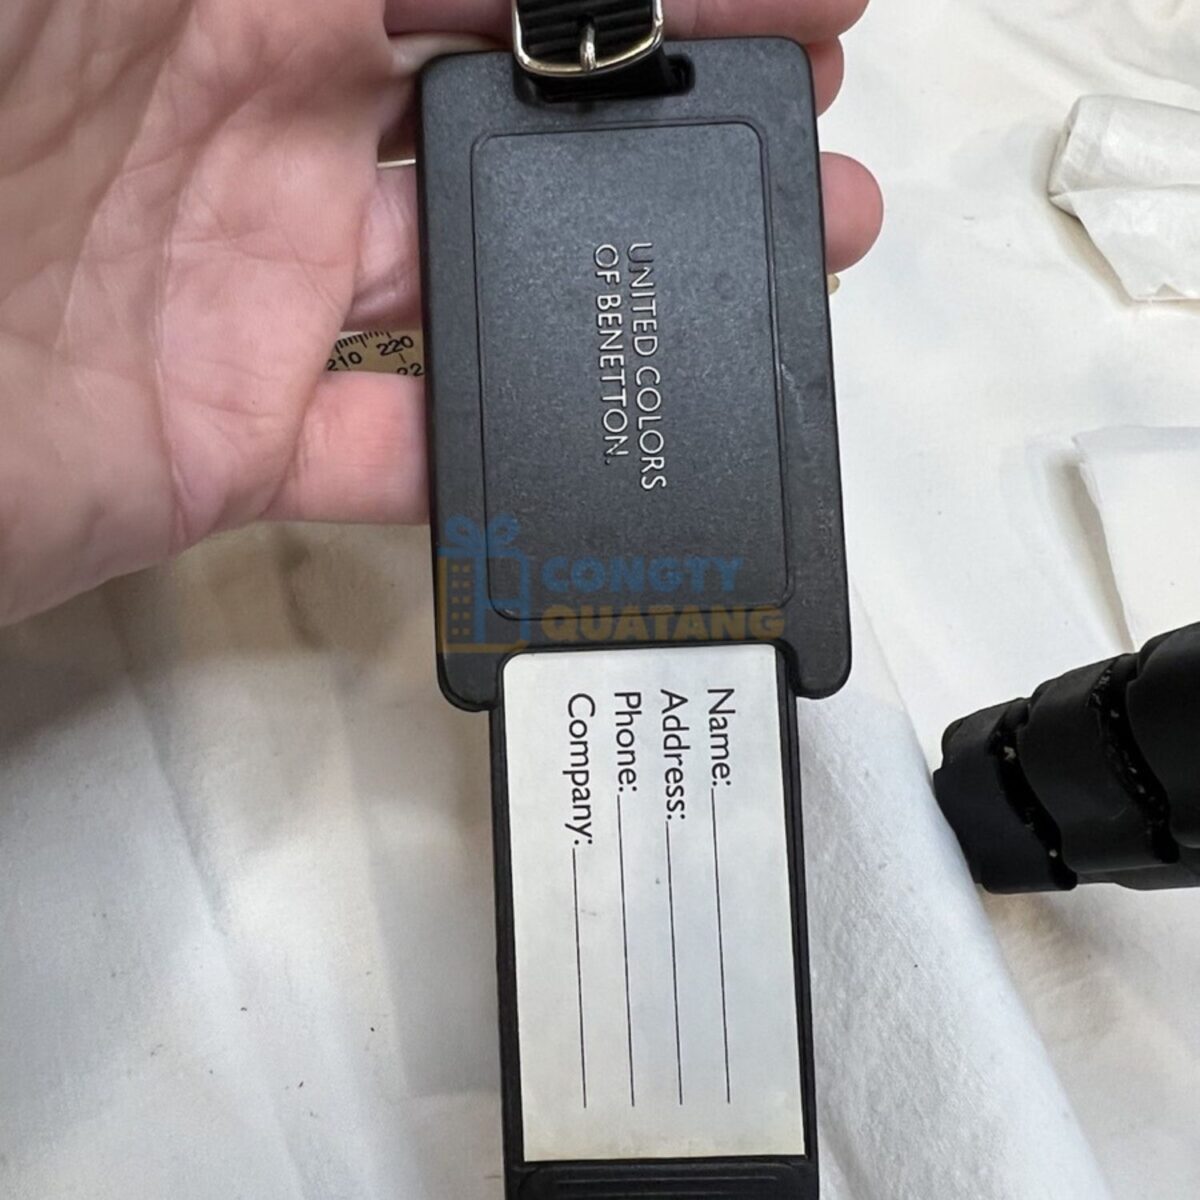 UNITED COLORS
OF BENETTON.
CONGTY
QUATANG
Name:
Address:
Phone:
Company:
210 220